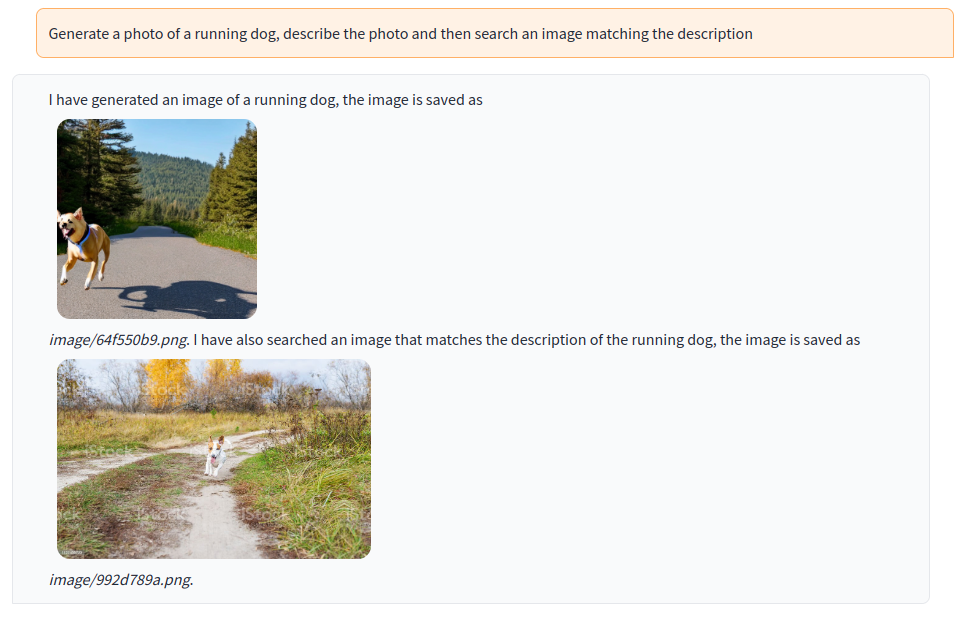 Generate a photo of a running dog, describe the photo and then search an image matching the description
I have generated an image of a running dog, the image is saved as
image/64f550b9.png. I have also searched an image that matches the description of the running dog, the image is saved as
iStock
iStock
iStock
iStock
iStock
iStock
image/992d789a.png.